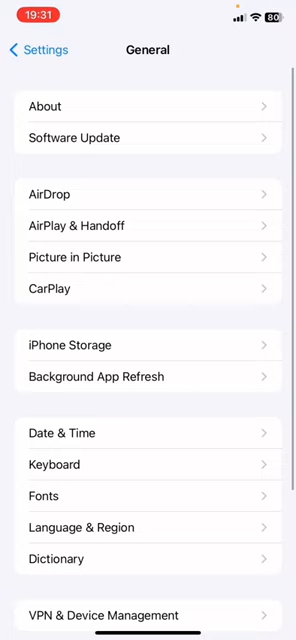 19:31
80
Settings
General
About
Software Update
AirDrop
AirPlay & Handoff
Picture in Picture
CarPlay
iPhone Storage
Background App Refresh
Date & Time
Keyboard
Fonts
Language & Region
Dictionary
VPN & Device Management